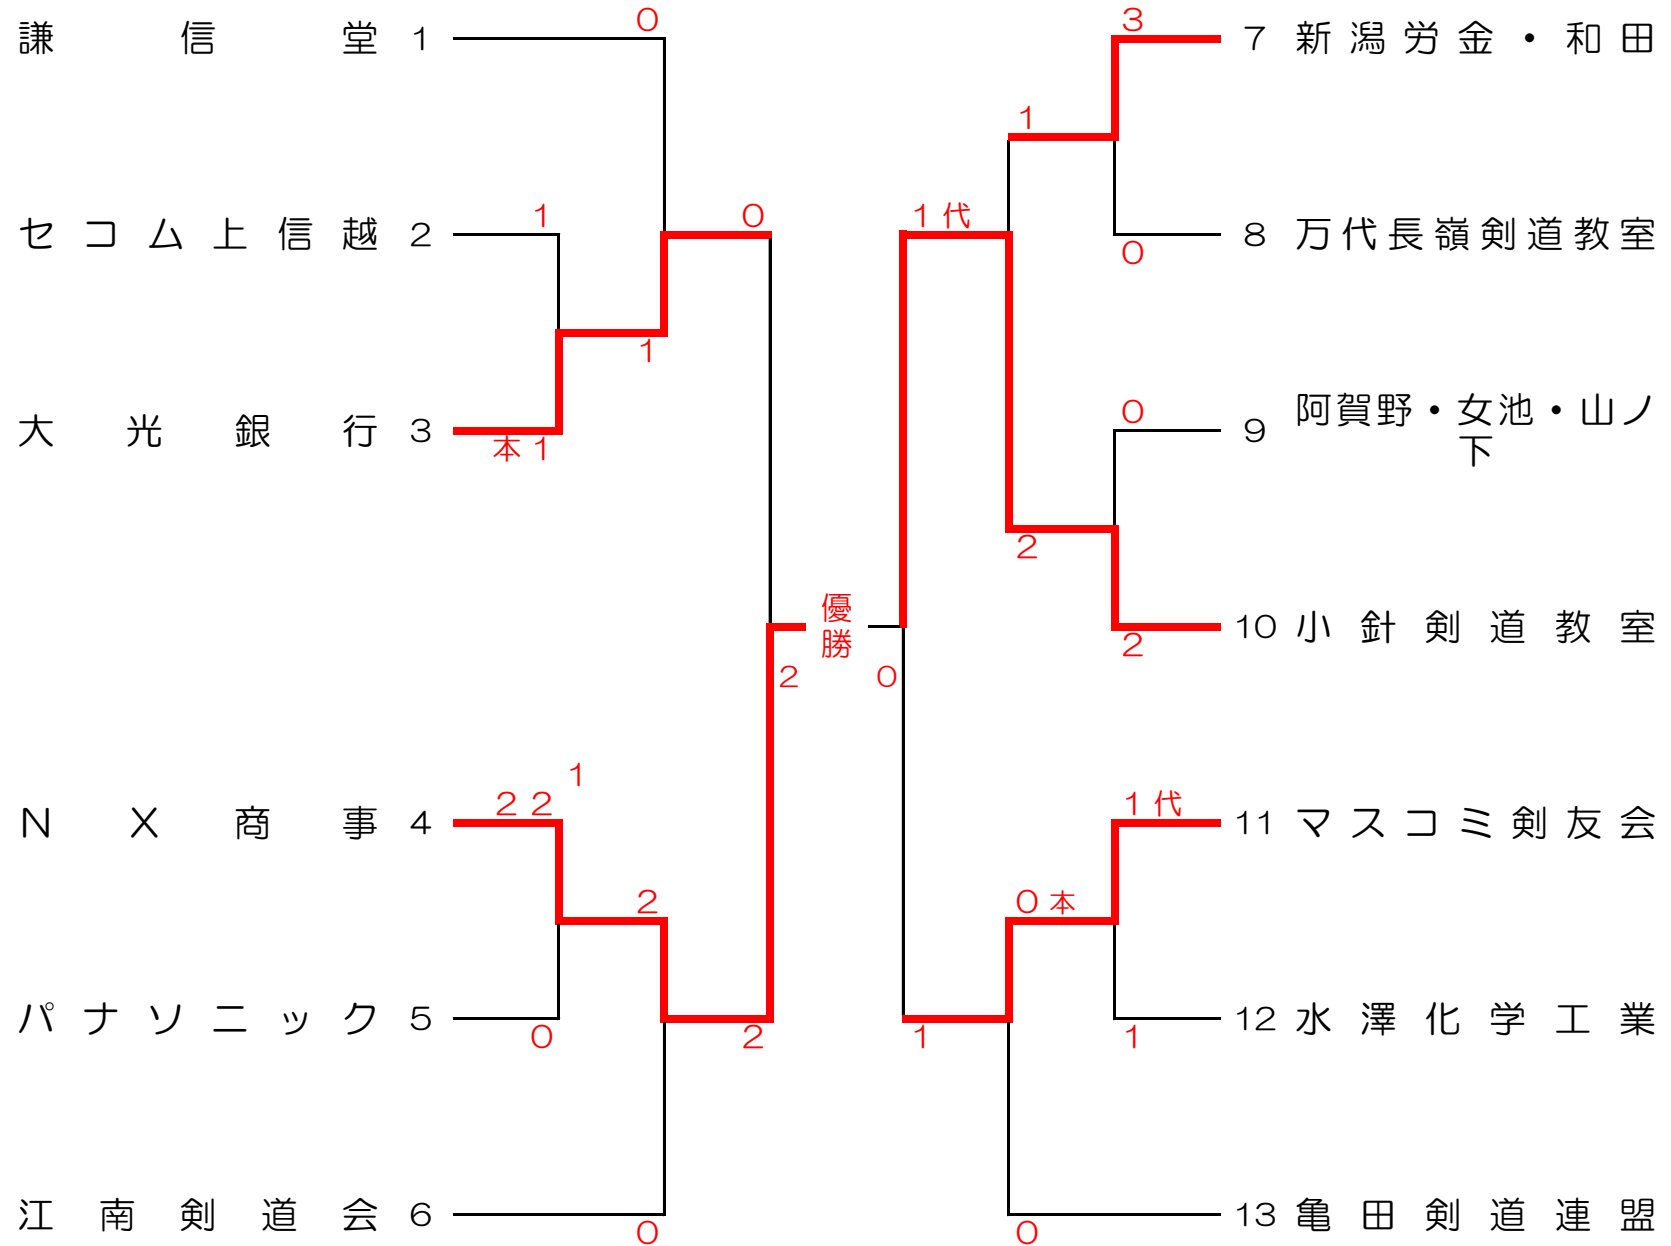 謙信堂 1
0
セコム上信越 2
1
0
1
大光銀行 3
本 1
1
NX商事 4
2 2
2
パナソニック 5
0
2
江南剣道会 6
0
優
勝
2
0
3
7 新潟労金・和田
1
1 代
8 万代長嶺剣道教室
0
0
9 阿賀野・女池・山ノ
下
2
10 小針剣道教室
2
1 代
11 マスコミ剣友会
0 本
12 水澤化学工業
1
1
13 亀田剣道連盟
0